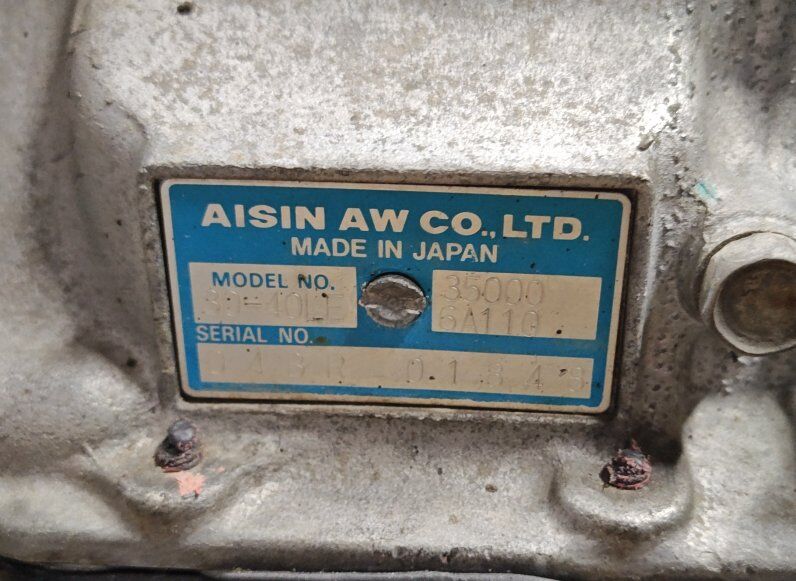 AISIN AW CO., LTD.
MADE IN JAPAN
MODEL NO.
30-40LE
35000
6A110
SERIAL NO.